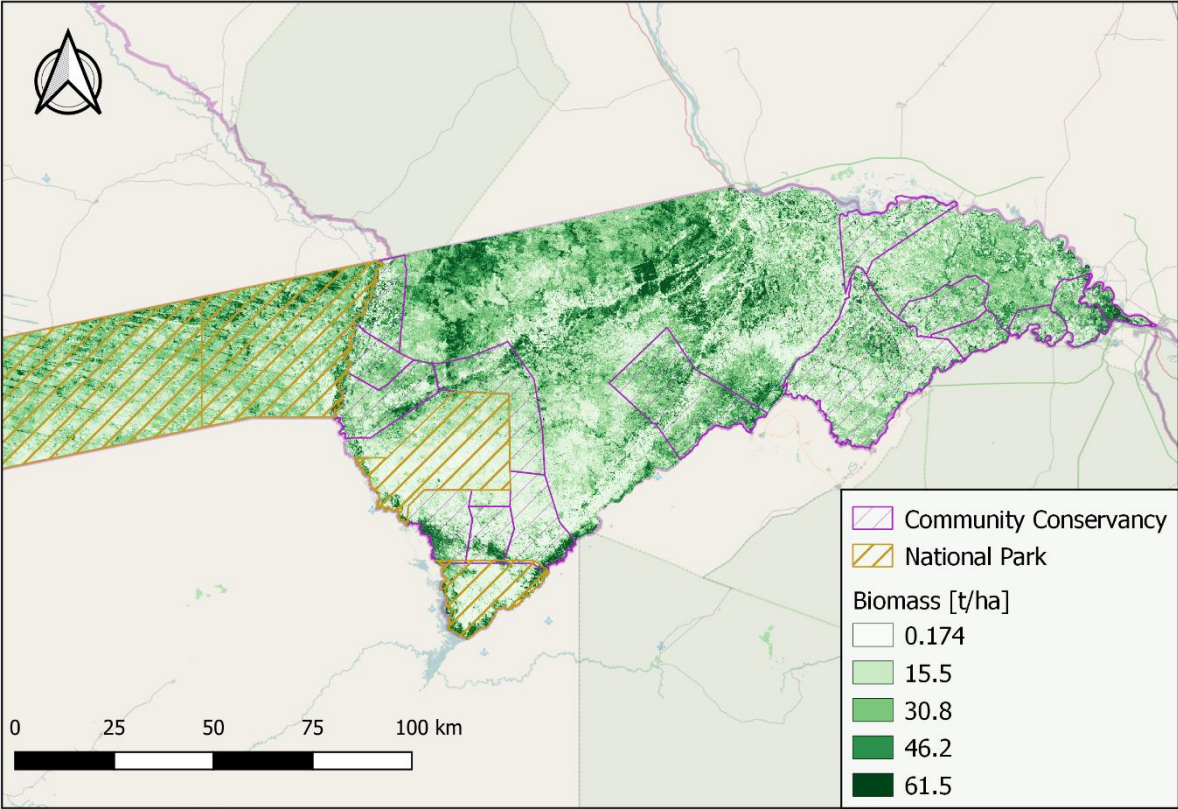 Community Conservancy
National Park
Biomass [t/ha]
0.174
15.5
30.8
46.2
61.5
0 25 50 75 100 km